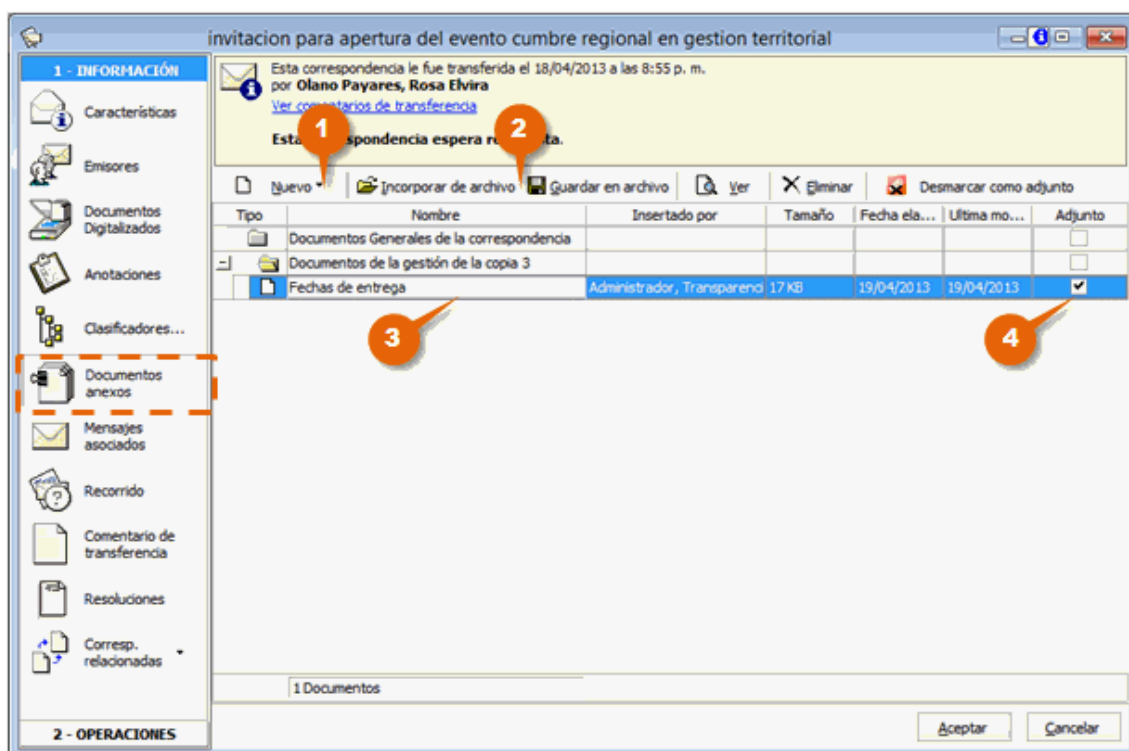 invitacion para apertura del evento cumbre regional en gestion territorial
1 - INFORMACIÓN
Características
Emisores
Documentos
Digitalizados
Anotaciones
Clasificadores...
Documentos
anexos
Mensajes
asociados
Recorrido
Comentario de
transferencia
Resoluciones
Corresp.
relacionadas
2 - OPERACIONES
Esta correspondencia le fue transferida el 18/04/2013 a las 8:55 p. m.
por Olano Payares, Rosa Elvira
Ver comentarios de transferencia
espera
1
2
Nuevo Incorporar de archivo Guardar en archivo Ver Eliminar Desmarcar como adjunto
Tipo Nombre Insertado por Tamaño Fecha ela... Ultima mo... Adjunto
Documentos Generales de la correspondencia
Documentos de la gestión de la copia 3
Fechas de entrega Administrador, Transparenci 17 KB 19/04/2013 19/04/2013
3
4
1 Documentos
Aceptar Cancelar